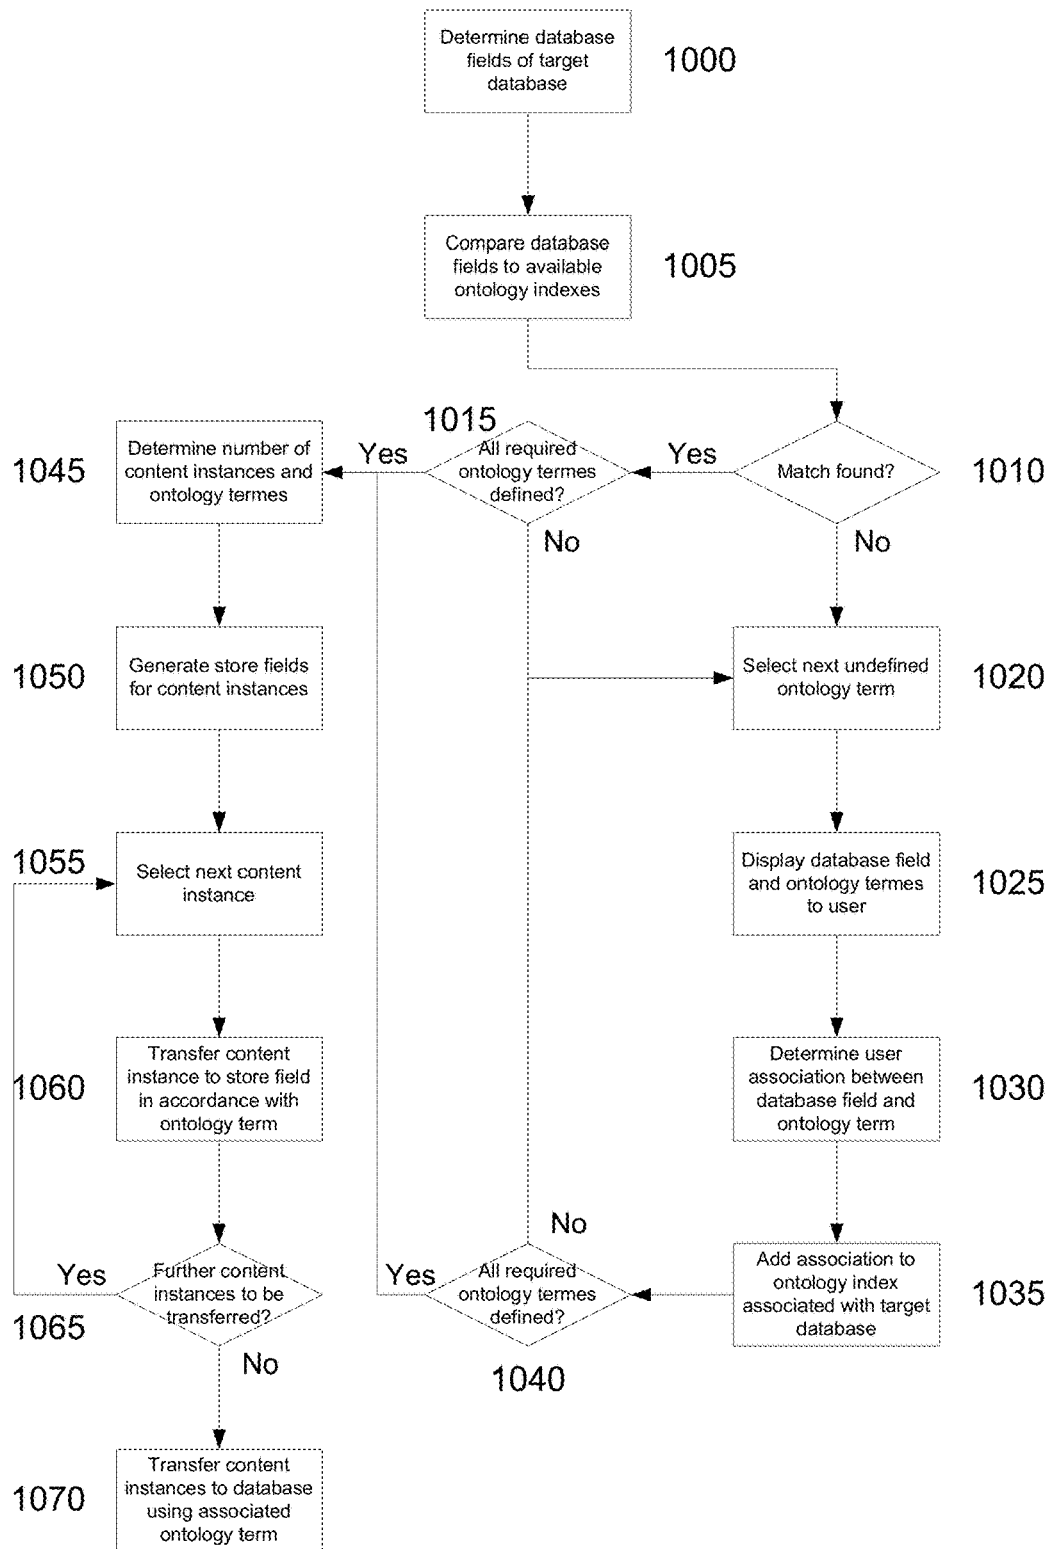 Determine database
fields of target
database
1000
Compare database
fields to available
ontology indexes
1005
1015
Determine number of
content instances and
ontology termes
1045
Yes
All required
ontology termes
defined?
Yes
Match found?
1010
No
No
1050
Generate store fields
for content instances
Select next undefined
ontology term
1020
1055
Select next content
instance
Display database field
and ontology termes
to user
1025
1060
Transfer content
instance to store field
in accordance with
ontology term
Determine user
association between
database field and
ontology term
1030
No
Yes
Further content
instances to be
transferred?
1065
Yes
All required
ontology termes
defined?
Add association to
ontology index
associated with target
database
1035
No
1040
1070
Transfer content
instances to database
using associated
ontology term